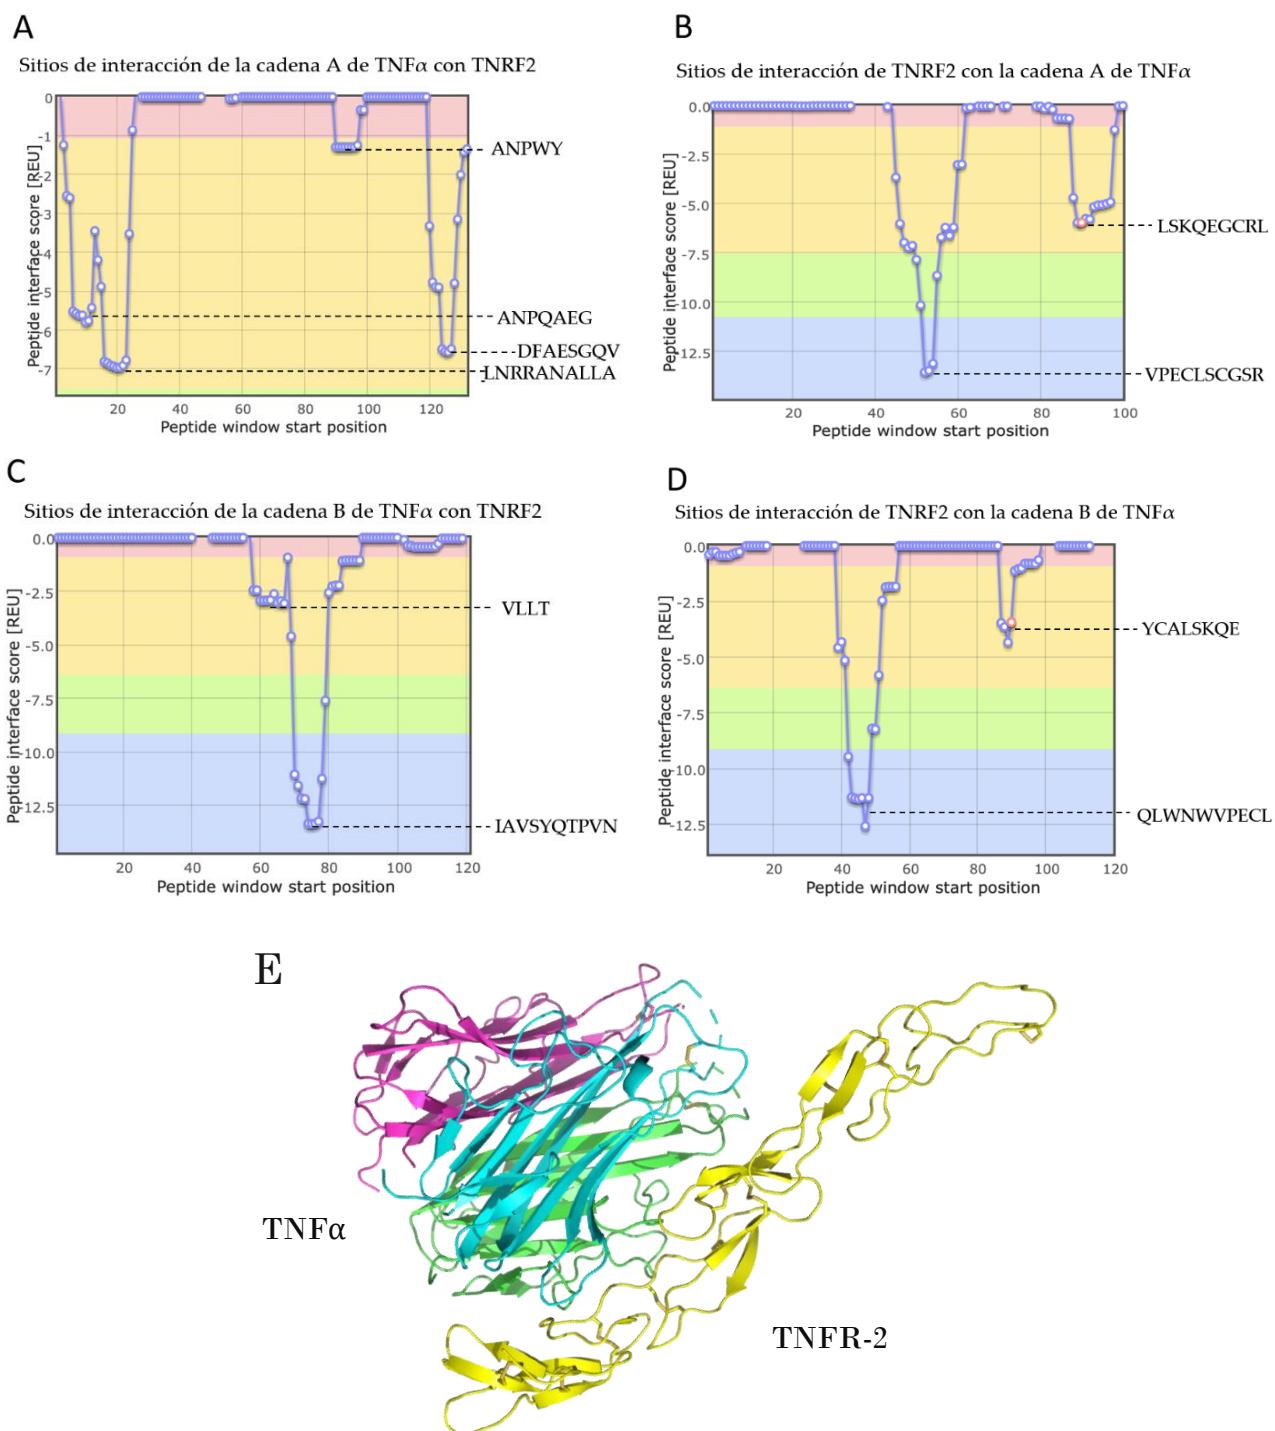 A
Sitios de interacción de la cadena A de TNFα con TNRF2
Peptide interface score [REU]
0
-1
-2
-3
-4
-5
-6
-7
ANPWY
ANPQAEG
DFAESGQV
LNRRANALLA
20 40 60 80 100 120
Peptide window start position
B
Sitios de interacción de TNRF2 con la cadena A de TNFα
Peptide interface score [REU]
0.0
-2.5
-5.0
-7.5
-10.0
-12.5
LSKQEGCRL
VPECLSCGSR
20 40 60 80 100
Peptide window start position
C
Sitios de interacción de la cadena B de TNFα con TNRF2
Peptide interface score [REU]
0.0
-2.5
-5.0
-7.5
-10.0
-12.5
VLLT
IAVSYQTPVN
20 40 60 80 100 120
Peptide window start position
D
Sitios de interacción de TNRF2 con la cadena B de TNFα
Peptide interface score [REU]
0.0
-2.5
-5.0
-7.5
-10.0
-12.5
YCALSKQE
QLWNWVPECL
20 40 60 80 100 120
Peptide window start position
E
TNFα
TNFR-2